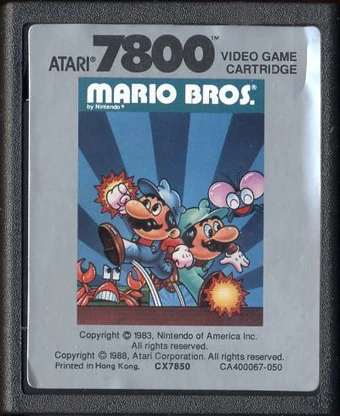 ATARI® 7800™ VIDEO GAME
CARTRIDGE
MARIO BROS.®
by Nintendo®
Copyright © 1983, Nintendo of America Inc.
All rights reserved.
Copyright © 1988, Atari Corporation. All rights reserved.
Printed in Hong Kong. CX7850 CA400067-050